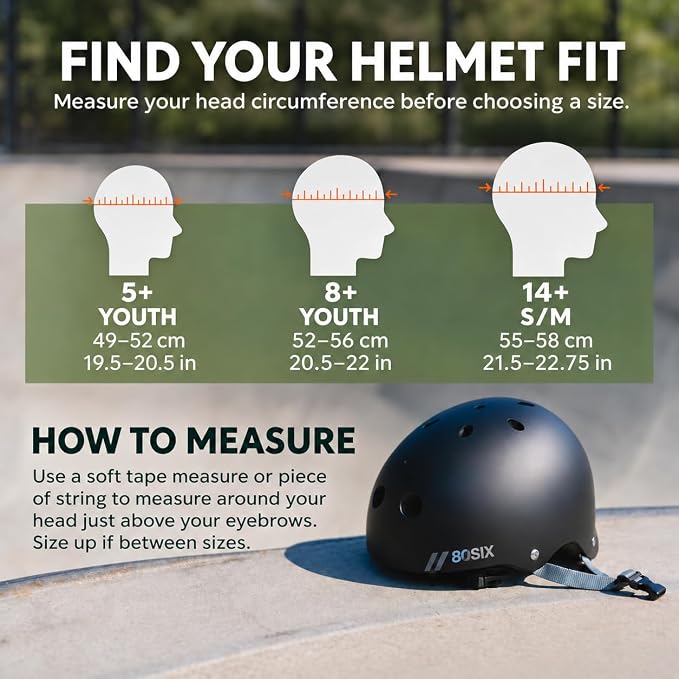 FIND YOUR HELMET FIT
Measure your head circumference before choosing a size.
5+
YOUTH
49–52 cm
19.5–20.5 in
8+
YOUTH
52–56 cm
20.5–22 in
14+
S/M
55–58 cm
21.5–22.75 in
HOW TO MEASURE
Use a soft tape measure or piece
of string to measure around your
head just above your eyebrows.
Size up if between sizes.
// 80SIX